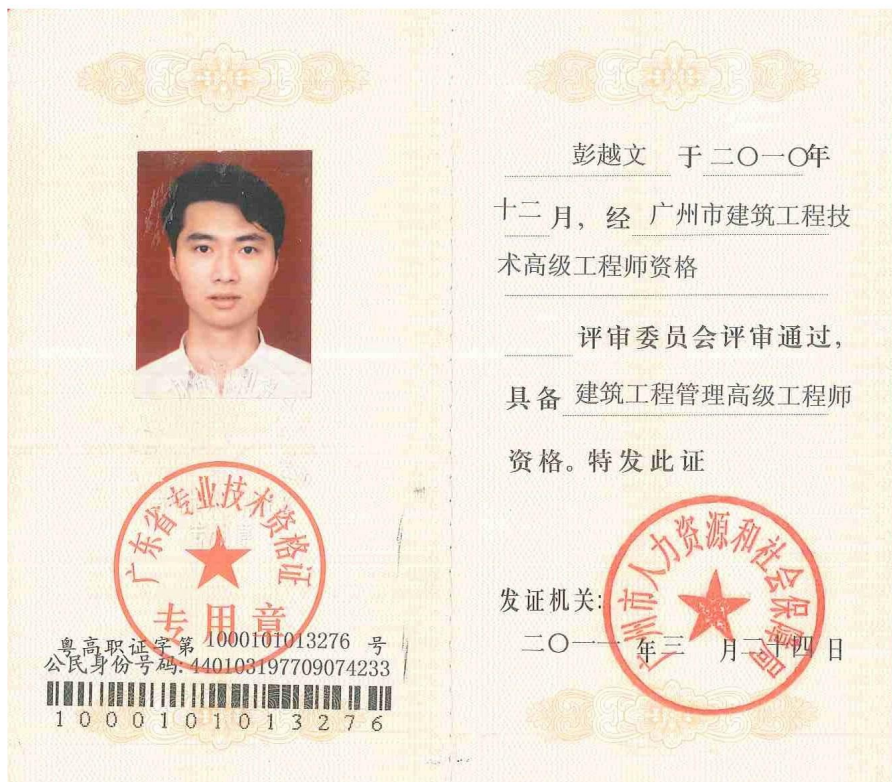 广东省专业技术资格证
专用章
粤高职证字第 1000101013276 号
公民身份号码:440103197709074233
1000101013276
彭越文 于二〇一〇年
十二月，经 广州市建筑工程技
术高级工程师资格
评审委员会评审通过，
具备 建筑工程管理高级工程师
资格。特发此证
广州市人力资源和社会保障局
发证机关:
二〇一一年三月二十四日